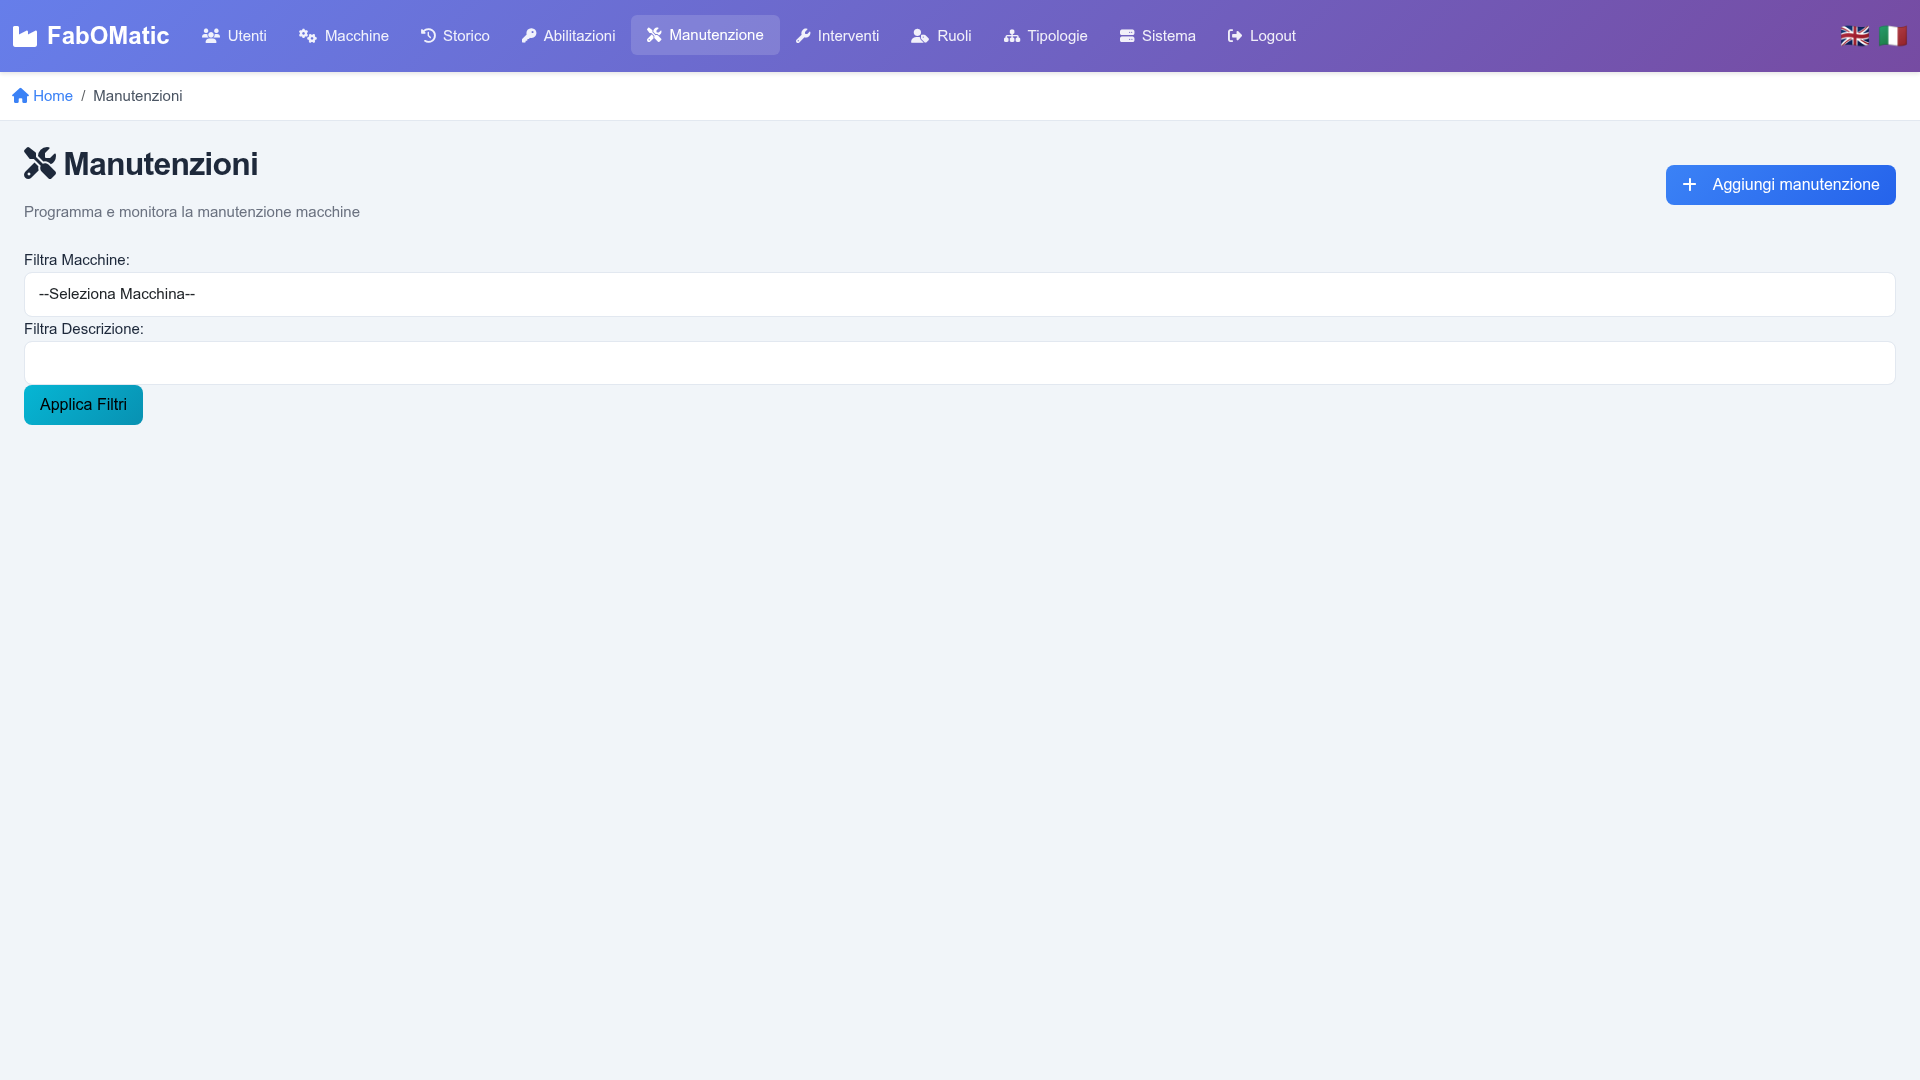 FabOMatic Utenti Macchine Storico Abilitazioni Manutenzione Interventi Ruoli Tipologie Sistema Logout
Home / Manutenzioni
Manutenzioni
Aggiungi manutenzione
Programma e monitora la manutenzione macchine
Filtra Macchine:
--Seleziona Macchina--
Filtra Descrizione:
Applica Filtri